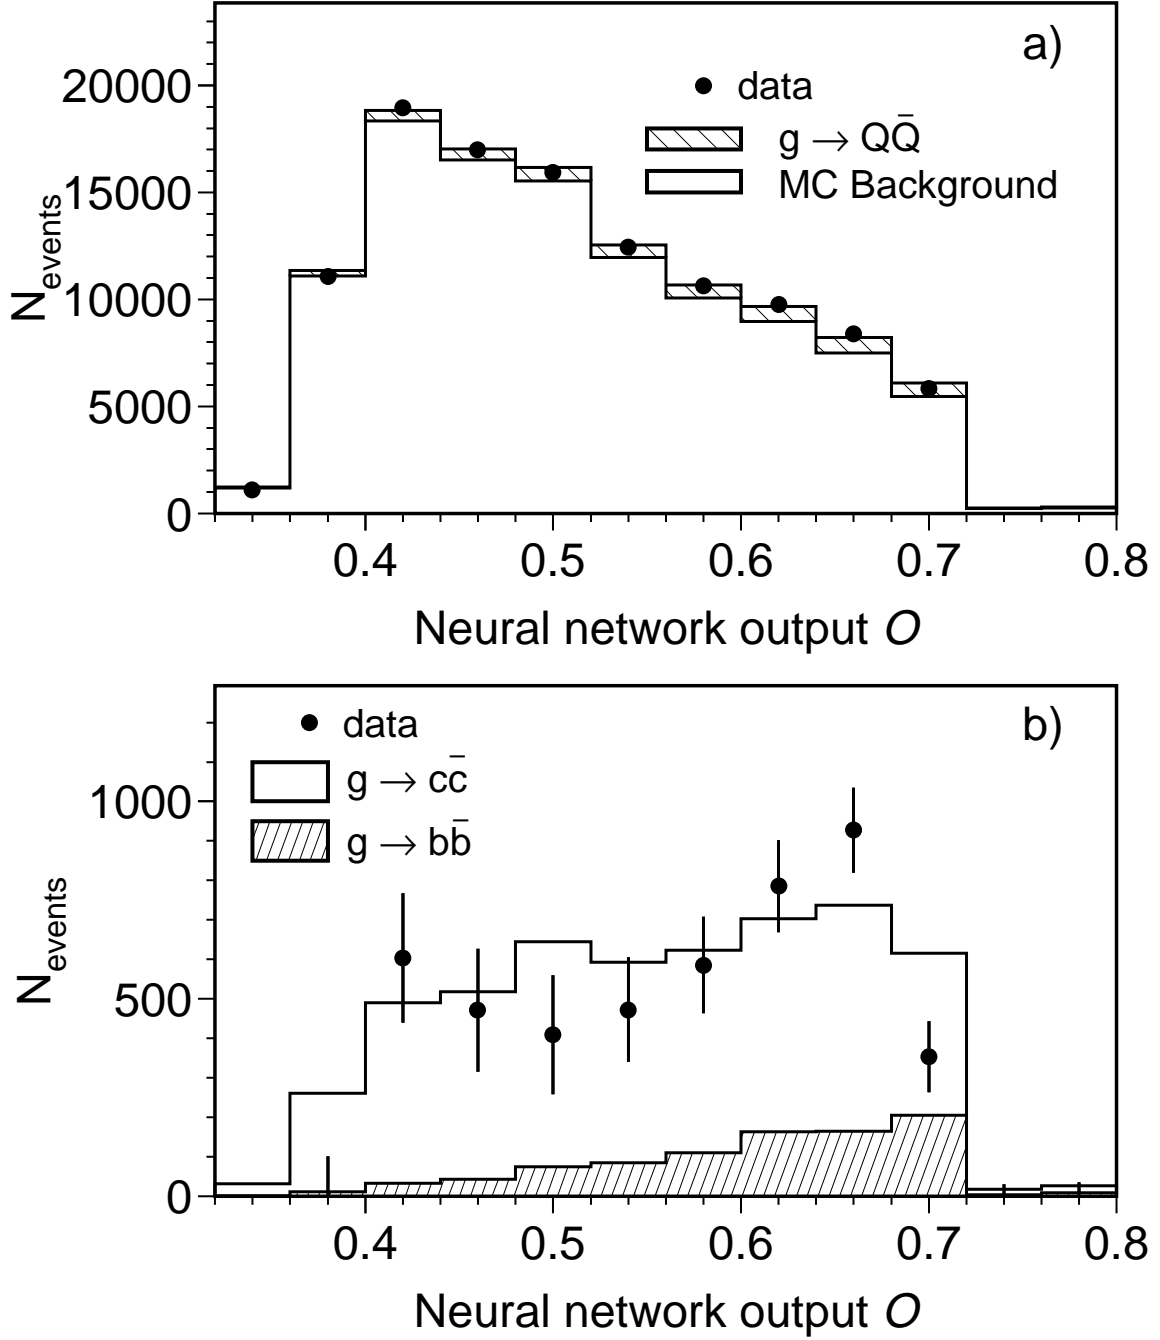 a)
data
g → QQ̄
MC Background
20000
15000
10000
5000
0
N_events
0.4 0.5 0.6 0.7 0.8
Neural network output O
b)
data
g → cc̄
g → bb̄
1000
500
0
N_events
0.4 0.5 0.6 0.7 0.8
Neural network output O